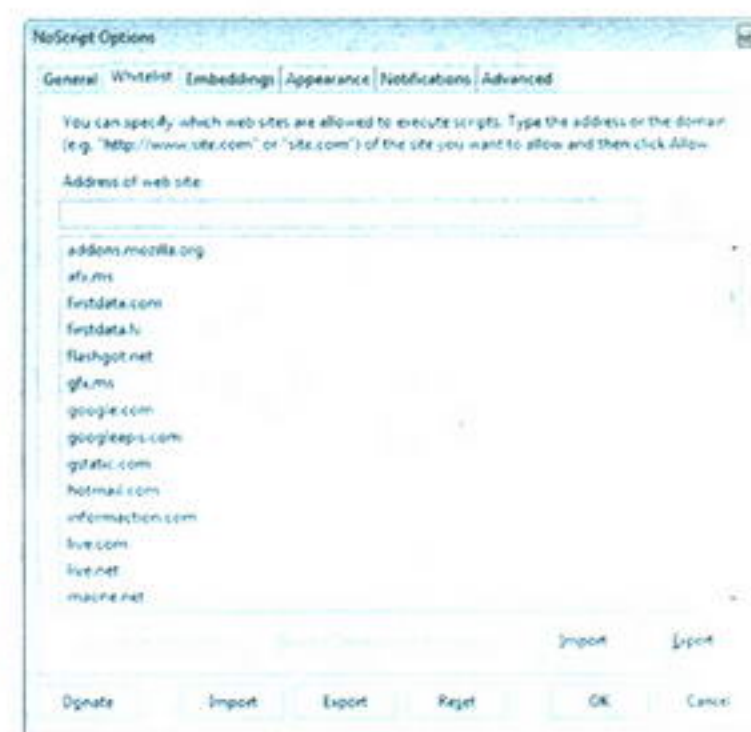 NoScript Options
General Whitelist Embeddings Appearance Notifications Advanced
You can specify which web sites are allowed to execute scripts. Type the address or the domain
(e.g. "http://www.site.com" or "site.com") of the site you want to allow and then click Allow
Address of web site:
addons.mozilla.org
afx.ms
firstdata.com
firstdata.lv
flashgot.net
gfx.ms
google.com
googleapis.com
gstatic.com
hotmail.com
informaction.com
live.com
live.net
maone.net
Import Export
Donate Import Export Reset OK Cancel